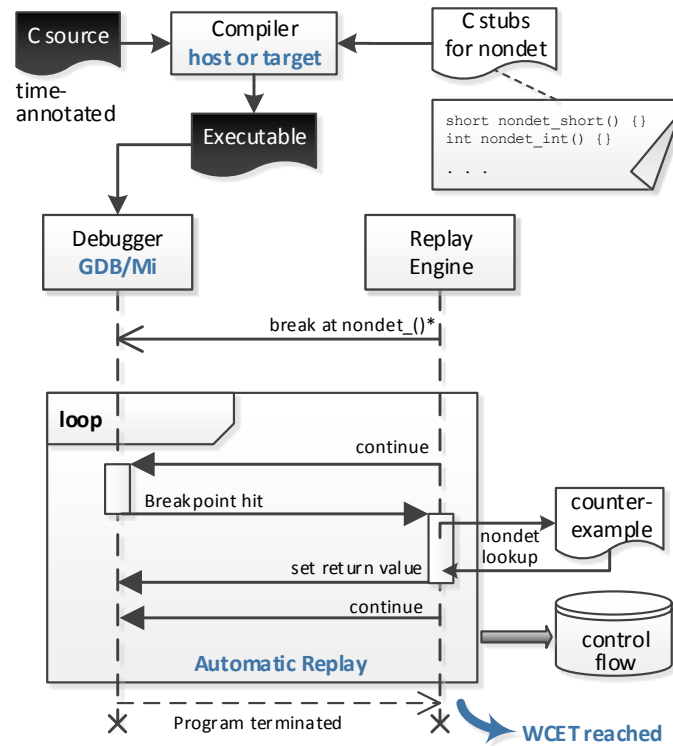 C source
Compiler
host or target
C stubs
for nondet
time-
annotated
Executable
short nondet_short() {}
int nondet_int() {}
. . .
Debugger
GDB/Mi
Replay
Engine
break at nondet_()*
loop
continue
Breakpoint hit
counter-
example
nondet
lookup
set return value
continue
control
flow
Automatic Replay
Program terminated
WCET reached